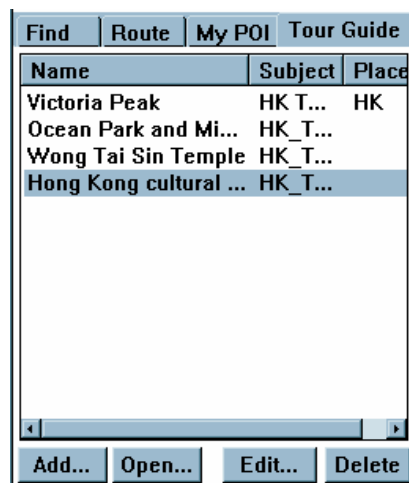 Find Route My POI Tour Guide
Name Subject Place
Victoria Peak HK T... HK
Ocean Park and Mi... HK_T...
Wong Tai Sin Temple HK_T...
Hong Kong cultural ... HK_T...
Add... Open... Edit... Delete